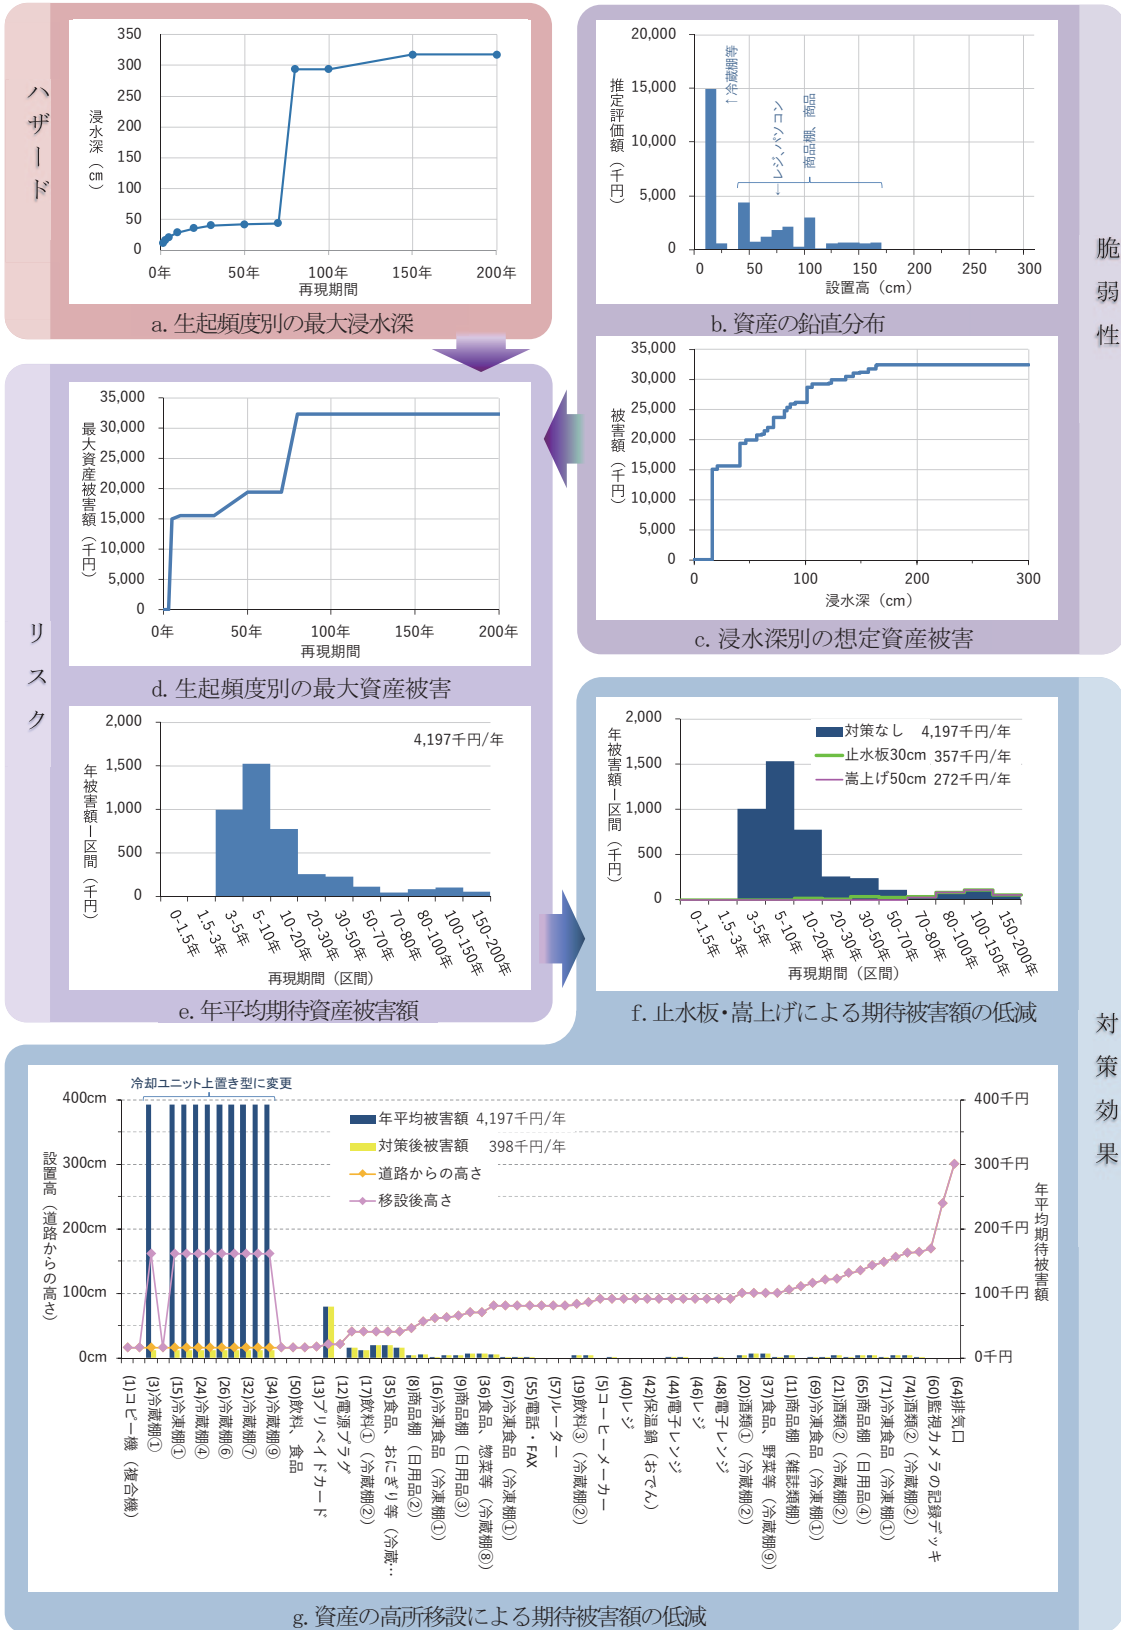 ハザード
350
300
250
200
150
100
50
0
浸水深（㎝）
0年
50年
100年
150年
200年
再現期間
a. 生起頻度別の最大浸水深
脆弱性
20,000
15,000
10,000
5,000
0
推定評価額（千円）
↑冷蔵棚等
←レジ、パソコン
商品棚、商品
0
50
100
150
200
250
300
設置高（cm）
b. 資産の鉛直分布
35,000
30,000
25,000
20,000
15,000
10,000
5,000
0
被害額（千円）
0
100
200
300
浸水深（cm）
c. 浸水深別の想定資産被害
リスク
35,000
30,000
25,000
20,000
15,000
10,000
5,000
0
最大資産被害額（千円）
0年
50年
100年
150年
200年
再現期間
d. 生起頻度別の最大資産被害
2,000
1,500
1,000
500
0
年被害額ー区間（千円）
4,197千円/年
0-1.5年
1.5-3年
3-5年
5-10年
10-20年
20-30年
30-50年
50-70年
70-80年
80-100年
100-150年
150-200年
再現期間（区間）
e. 年平均期待資産被害額
対策効果
2,000
1,500
1,000
500
0
年被害額ー区間（千円）
対策なし 4,197千円/年
止水板30cm 357千円/年
嵩上げ50cm 272千円/年
0-1.5年
1.5-3年
3-5年
5-10年
10-20年
20-30年
30-50年
50-70年
70-80年
80-100年
100-150年
150-200年
再現期間（区間）
f. 止水板・嵩上げによる期待被害額の低減
冷却ユニット上置き型に変更
400cm
300cm
200cm
100cm
0cm
設置高（道路からの高さ）
年平均被害額 4,197千円/年
対策後被害額 398千円/年
道路からの高さ
移設後高さ
400千円
300千円
200千円
100千円
0千円
年平均期待被害額
(1)コピー機（複合機）
(3)冷蔵棚①
(15)冷凍棚①
(24)冷蔵棚④
(26)冷蔵棚⑥
(32)冷蔵棚⑦
(34)冷蔵棚⑨
(50)飲料、食品
(13)プリペイドカード
(12)電源プラグ
(17)飲料①（冷蔵棚②）
(35)食品、おにぎり等（冷蔵…
(8)商品棚（日用品②）
(16)冷凍食品（冷凍棚①）
(9)商品棚（日用品③）
(36)食品、惣菜等（冷蔵棚⑧）
(67)冷凍食品（冷凍棚①）
(55)電話・FAX
(57)ルーター
(19)飲料③（冷蔵棚②）
(5)コーヒーメーカー
(40)レジ
(42)保温鍋（おでん）
(44)電子レンジ
(46)レジ
(48)電子レンジ
(20)酒類①（冷蔵棚②）
(37)食品、野菜等（冷蔵棚⑨）
(11)商品棚（雑誌類棚）
(69)冷凍食品（冷凍棚①）
(21)酒類②（冷蔵棚②）
(65)商品棚（日用品④）
(71)冷凍食品（冷凍棚①）
(74)酒類②（冷蔵棚②）
(60)監視カメラの記録デッキ
(64)排気口
g. 資産の高所移設による期待被害額の低減